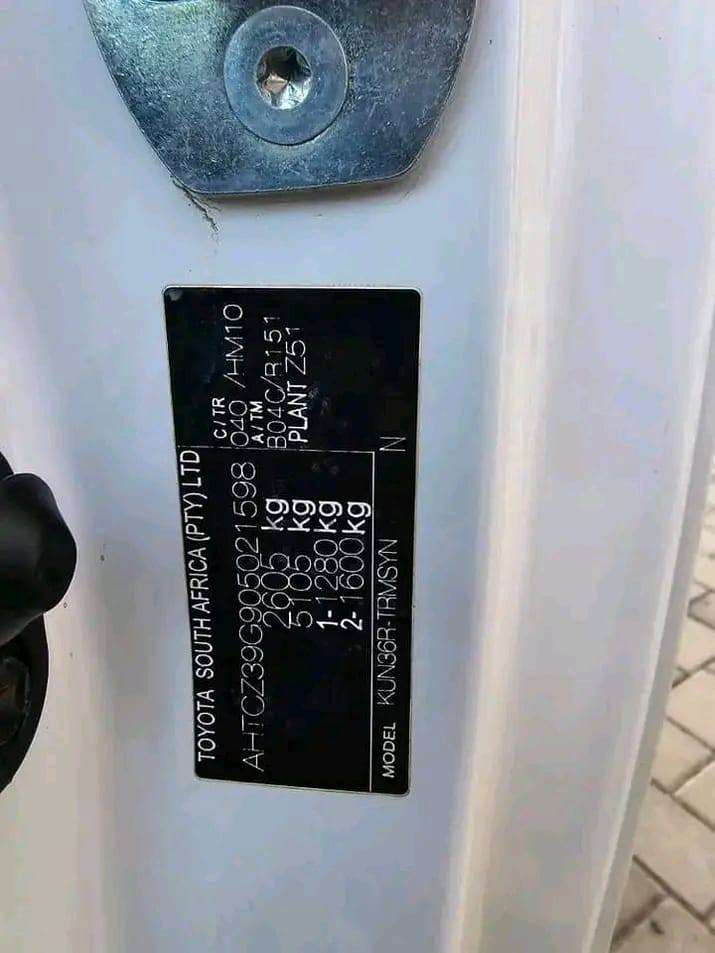 TOYOTA SOUTH AFRICA (PTY) LTD
AHTCZ39G905021598
2605 kg
5105 kg
1- 1280 kg
2- 1600 kg
C/TR
040 /HM10
A/TM
B04C/R151
PLANT Z51
MODEL KUN36R-TRMSYN N